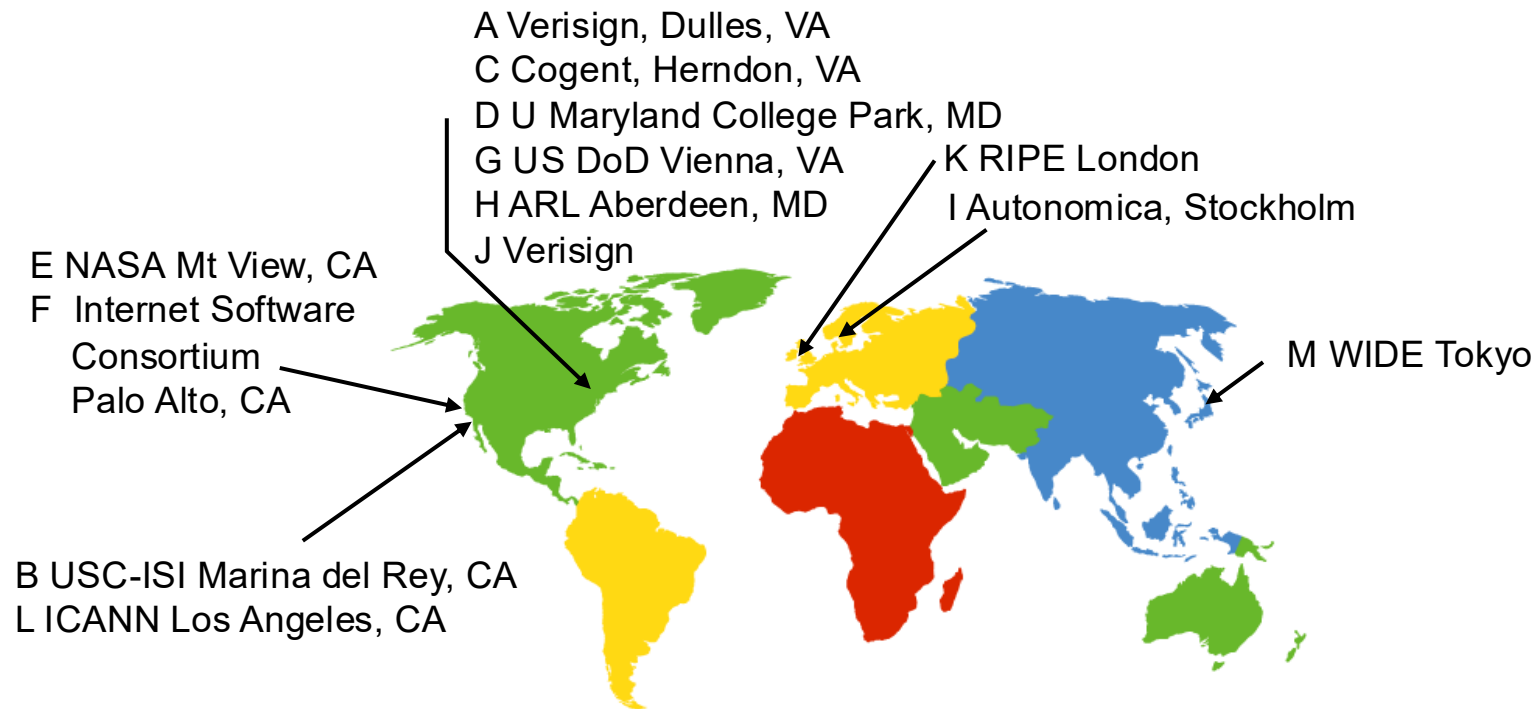 A Verisign, Dulles, VA
C Cogent, Herndon, VA
D U Maryland College Park, MD
G US DoD Vienna, VA
H ARL Aberdeen, MD
J Verisign
K RIPE London
I Autonomica, Stockholm
E NASA Mt View, CA
F Internet Software
Consortium
Palo Alto, CA
M WIDE Tokyo
B USC-ISI Marina del Rey, CA
L ICANN Los Angeles, CA